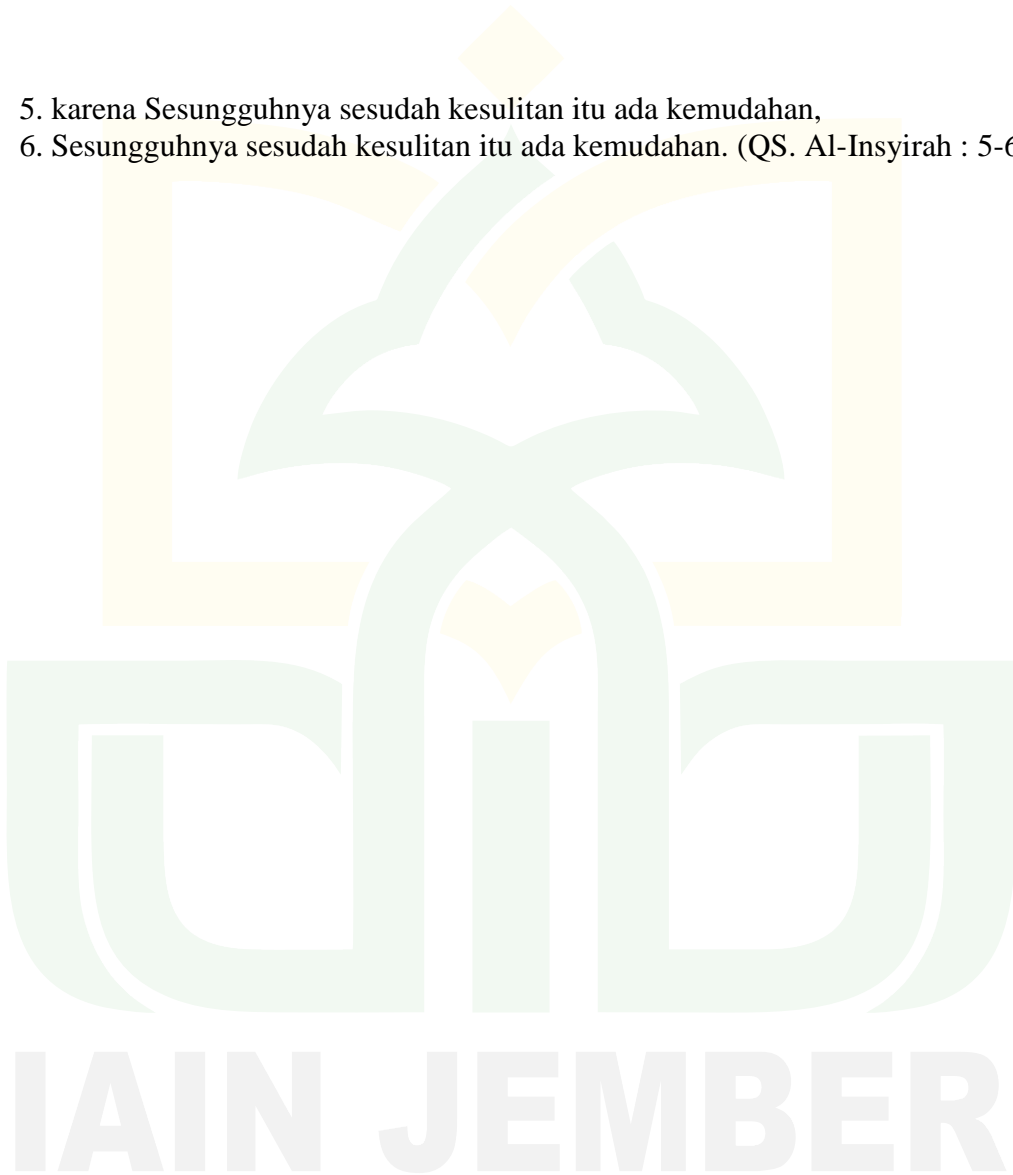 5. karena Sesungguhnya sesudah kesulitan itu ada kemudahan,
6. Sesungguhnya sesudah kesulitan itu ada kemudahan. (QS. Al-Insyirah : 5-6
IAIN JEMBER